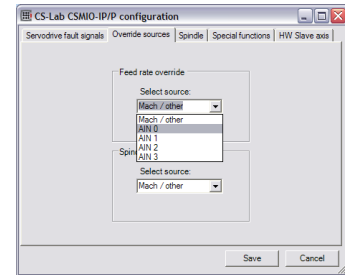 CS-Lab CSMIO-IP/P configuration
Servodrive fault signals Override sources Spindle Special functions HW Slave axis
Feed rate override
Select source:
Mach / other
Mach / other
AIN 0
AIN 1
AIN 2
AIN 3
Select source:
Mach / other
Save Cancel